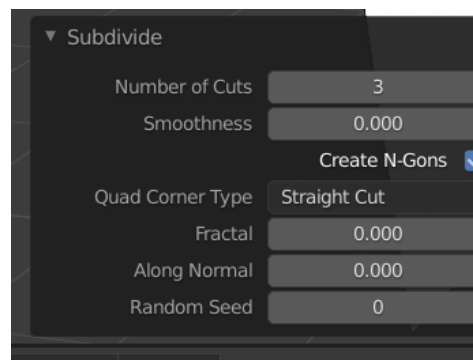 Subdivide
Number of Cuts 3
Smoothness 0.000
Create N-Gons
Quad Corner Type Straight Cut
Fractal 0.000
Along Normal 0.000
Random Seed 0